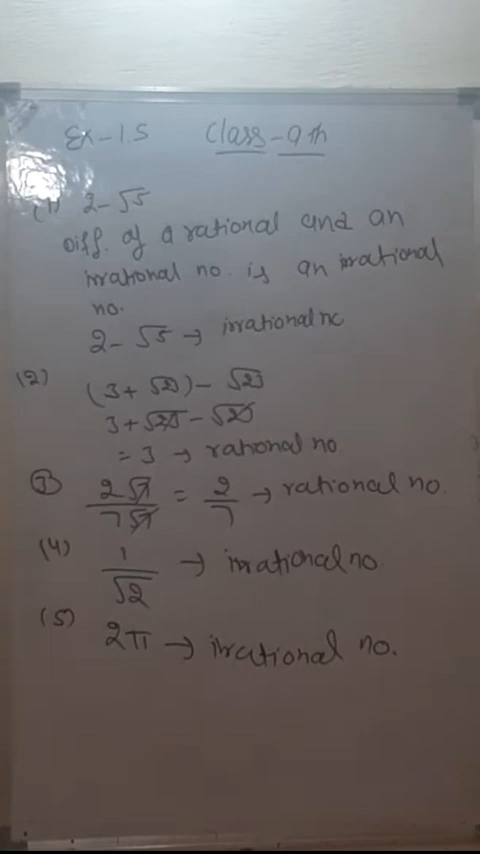 Ex-1.5 Class-9th
(1) 2-√5
Diff. of a rational and an
irrational no. is an irrational
no.
2-√5 → irrational no
(2)
(3+√23)-√23
3+√23-√23
= 3 → rational no
(3) 2√7/7√7 = 2/7 → rational no.
(4) 1/√2 → irrational no.
(5)
2π → irrational no.